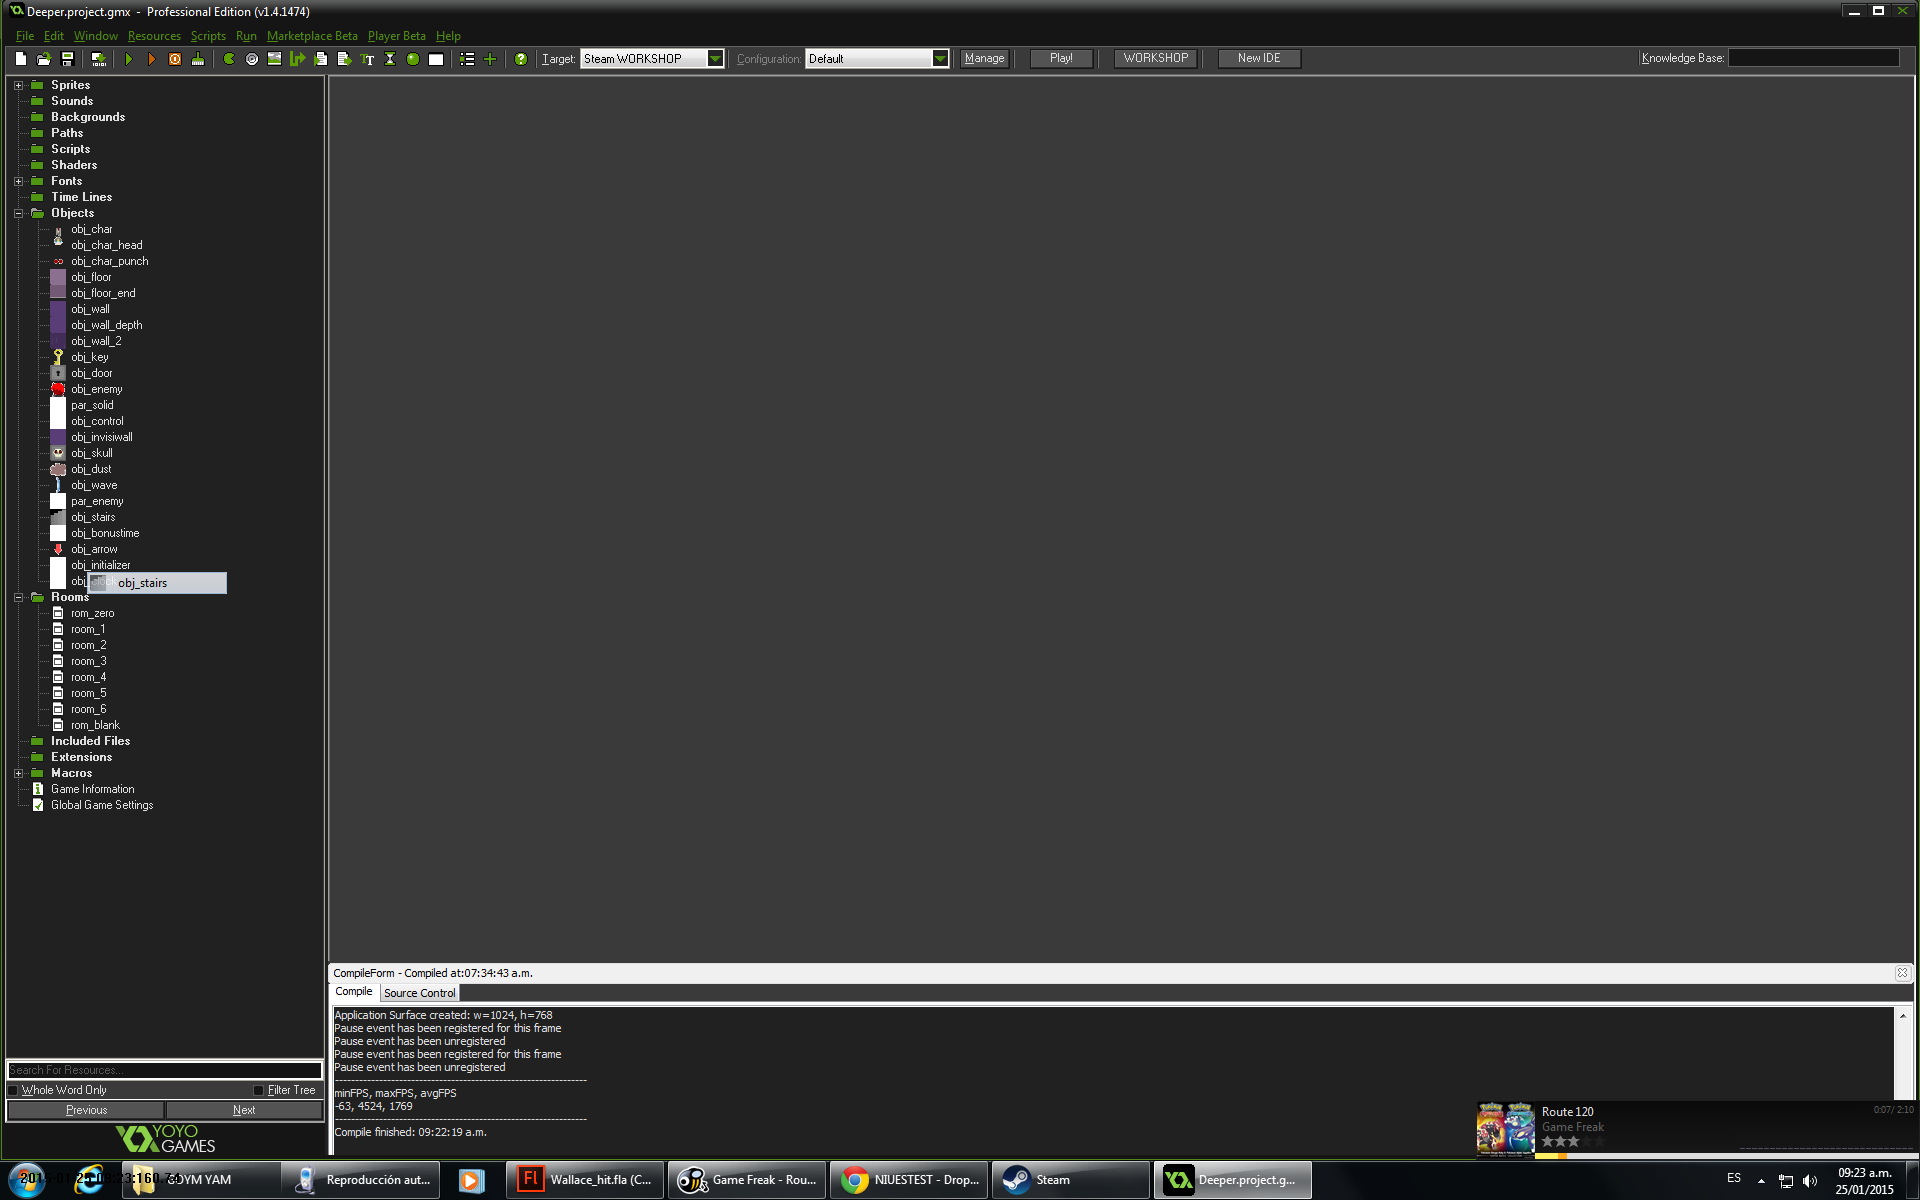 Deeper.project.gmx - Professional Edition (v1.4.1474)
File Edit Window Resources Scripts Run Marketplace Beta Player Beta Help
Target: Steam WORKSHOP Configuration: Default Manage Play! WORKSHOP New IDE Knowledge Base:
Sprites
Sounds
Backgrounds
Paths
Scripts
Shaders
Fonts
Time Lines
Objects
obj_char
obj_char_head
obj_char_punch
obj_floor
obj_floor_end
obj_wall
obj_wall_depth
obj_wall_2
obj_key
obj_door
obj_enemy
par_solid
obj_control
obj_invisiwall
obj_skull
obj_dust
obj_wave
par_enemy
obj_stairs
obj_bonustime
obj_arrow
obj_initializer
obj_stairs
Rooms
rom_zero
room_1
room_2
room_3
room_4
room_5
room_6
rom_blank
Included Files
Extensions
Macros
Game Information
Global Game Settings
Search For Resources...
Whole Word Only Filter Tree
Previous Next
YOYO
GAMES
CompileForm - Compiled at:07:34:43 a.m.
Compile Source Control
Application Surface created: w=1024, h=768
Pause event has been registered for this frame
Pause event has been unregistered
Pause event has been registered for this frame
Pause event has been unregistered
minFPS, maxFPS, avgFPS
-63, 4524, 1769
Compile finished: 09:22:19 a.m.
Route 120 0:07/ 2:10
Game Freak
GOYM YAM Reproducción aut... Wallace_hit.fla (C... Game Freak - Rou... NIUESTEST - Drop... Steam Deeper.project.g... ES
09:23 a.m.
25/01/2015